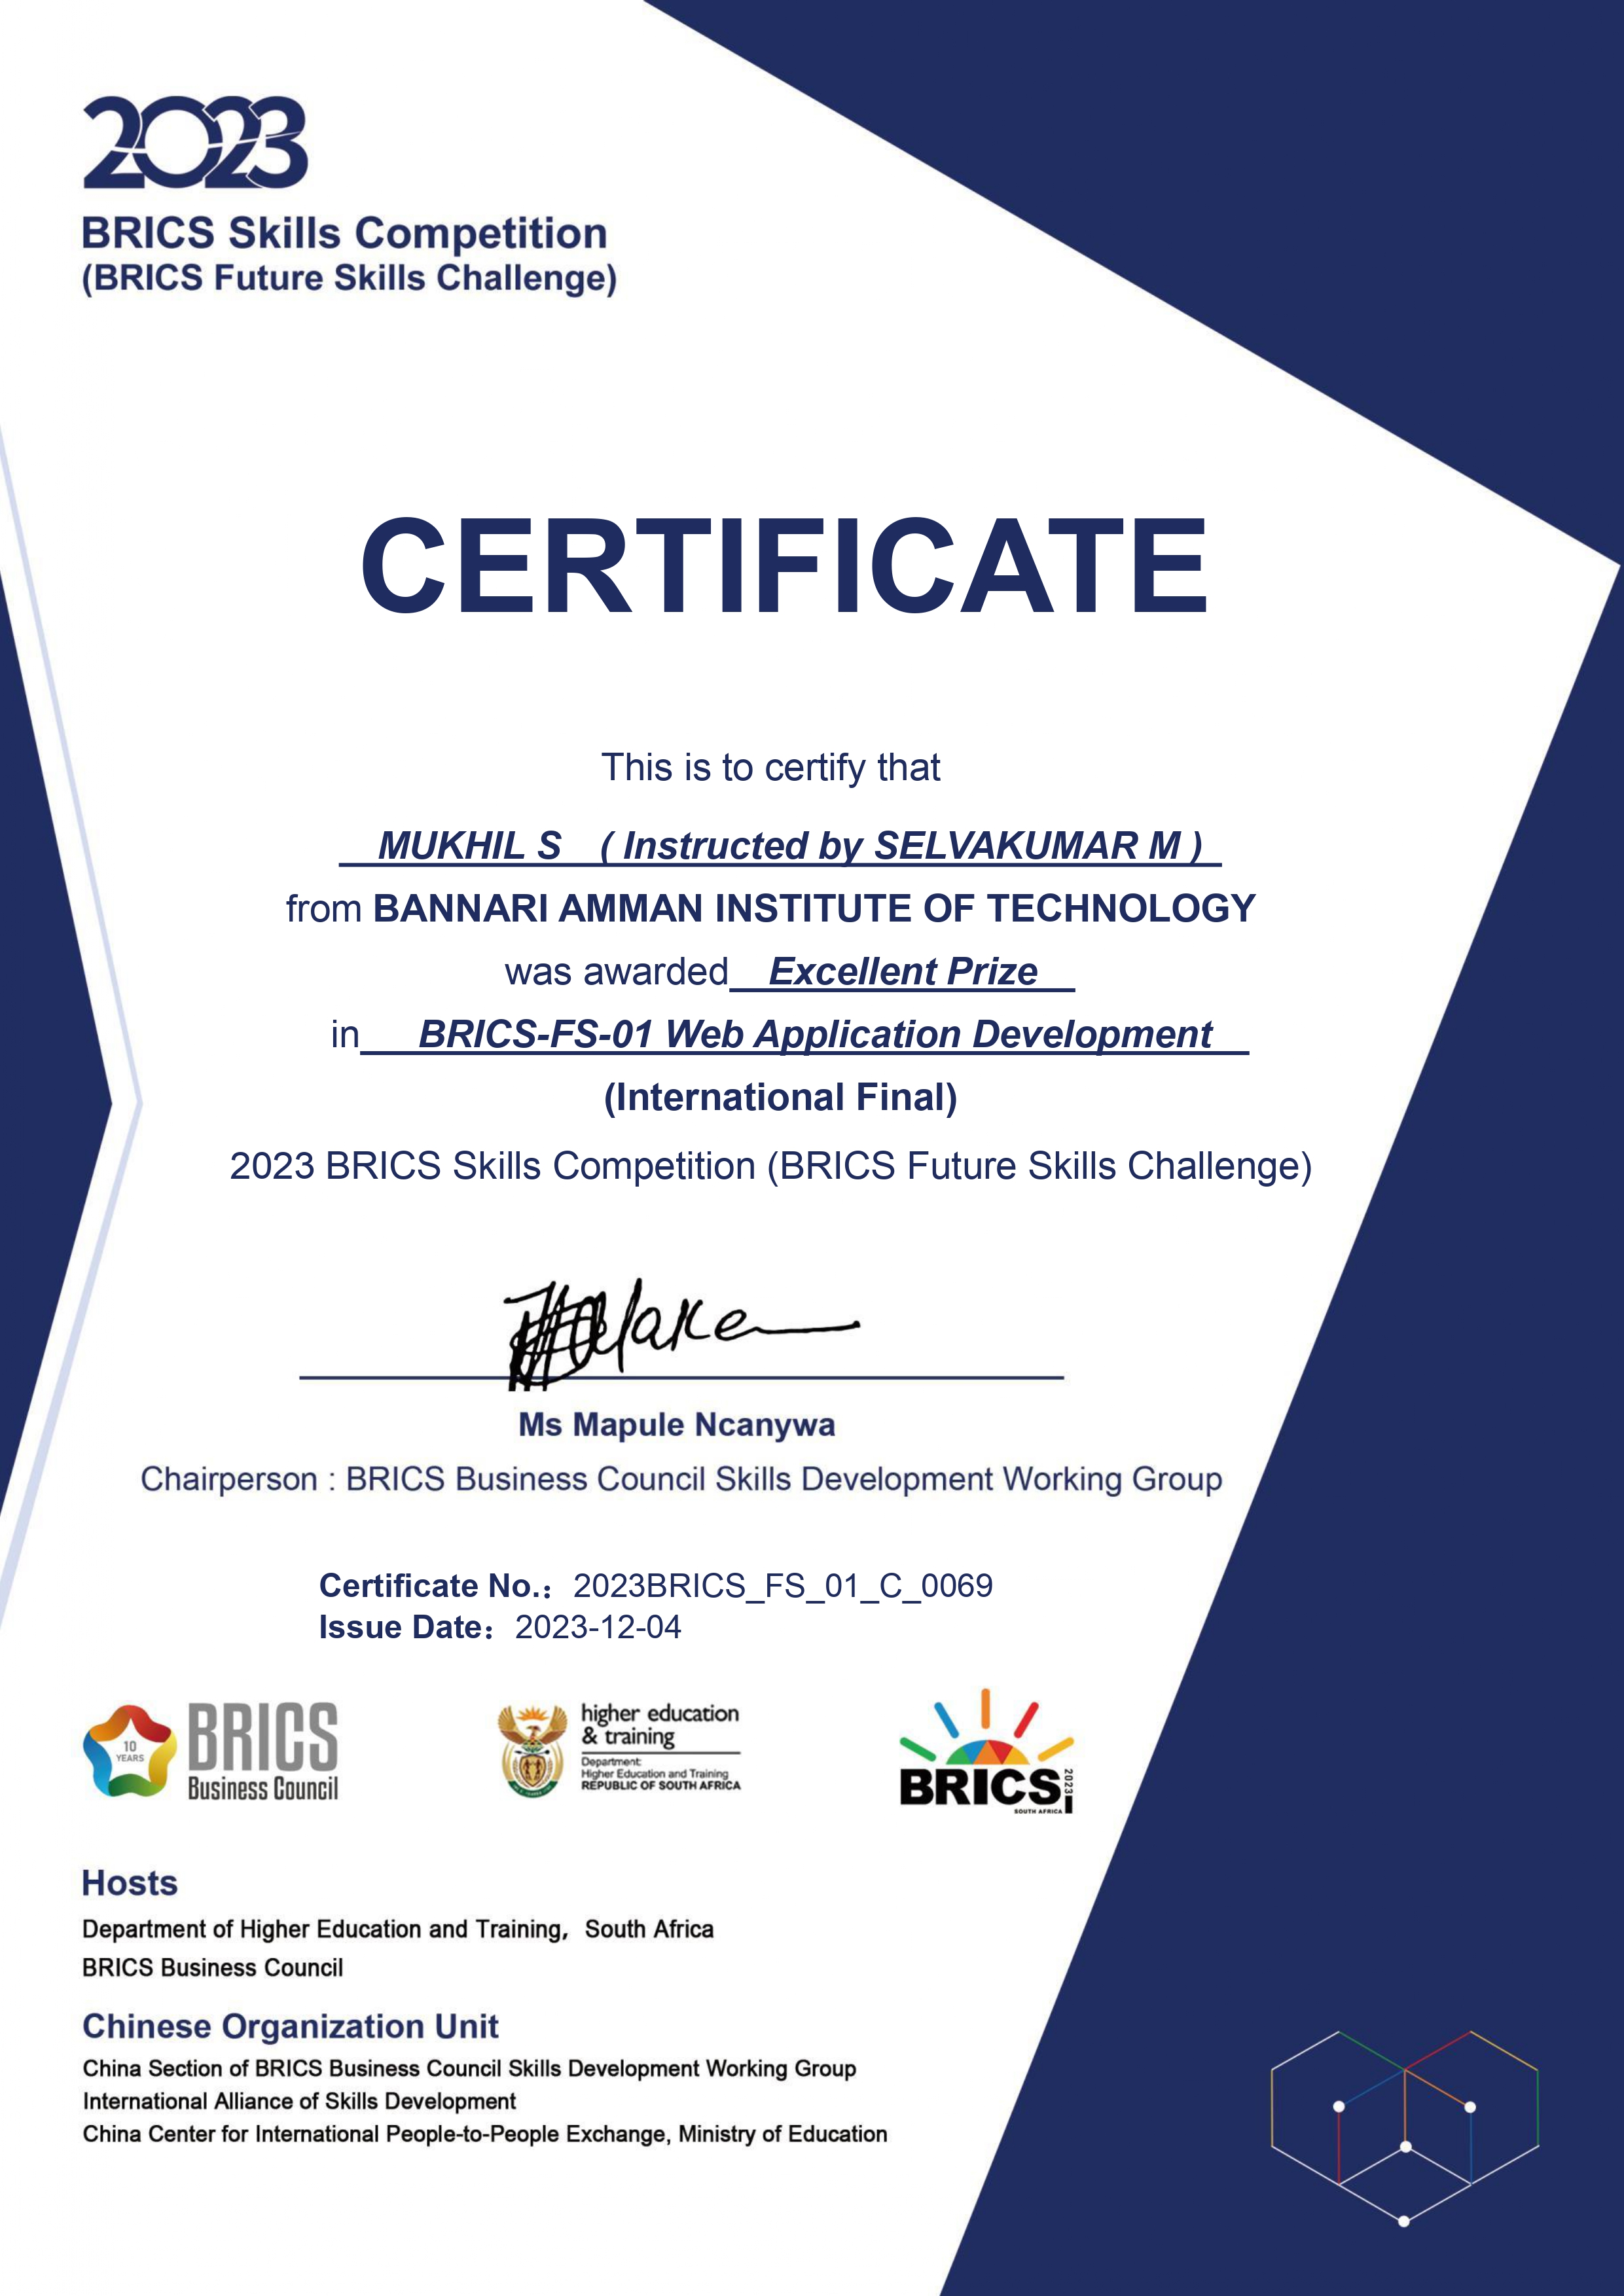 2023
BRICS Skills Competition
(BRICS Future Skills Challenge)
CERTIFICATE
This is to certify that
MUKHIL S ( Instructed by SELVAKUMAR M )
from BANNARI AMMAN INSTITUTE OF TECHNOLOGY
was awarded Excellent Prize
in BRICS-FS-01 Web Application Development
(International Final)
2023 BRICS Skills Competition (BRICS Future Skills Challenge)
Ms Mapule Ncanywa
Chairperson : BRICS Business Council Skills Development Working Group
Certificate No.：2023BRICS_FS_01_C_0069
Issue Date：2023-12-04
10
YEARS
BRICS
Business Council
higher education
& training
Department:
Higher Education and Training
REPUBLIC OF SOUTH AFRICA
BRICS
2023
SOUTH AFRICA
Hosts
Department of Higher Education and Training，South Africa
BRICS Business Council
Chinese Organization Unit
China Section of BRICS Business Council Skills Development Working Group
International Alliance of Skills Development
China Center for International People-to-People Exchange, Ministry of Education